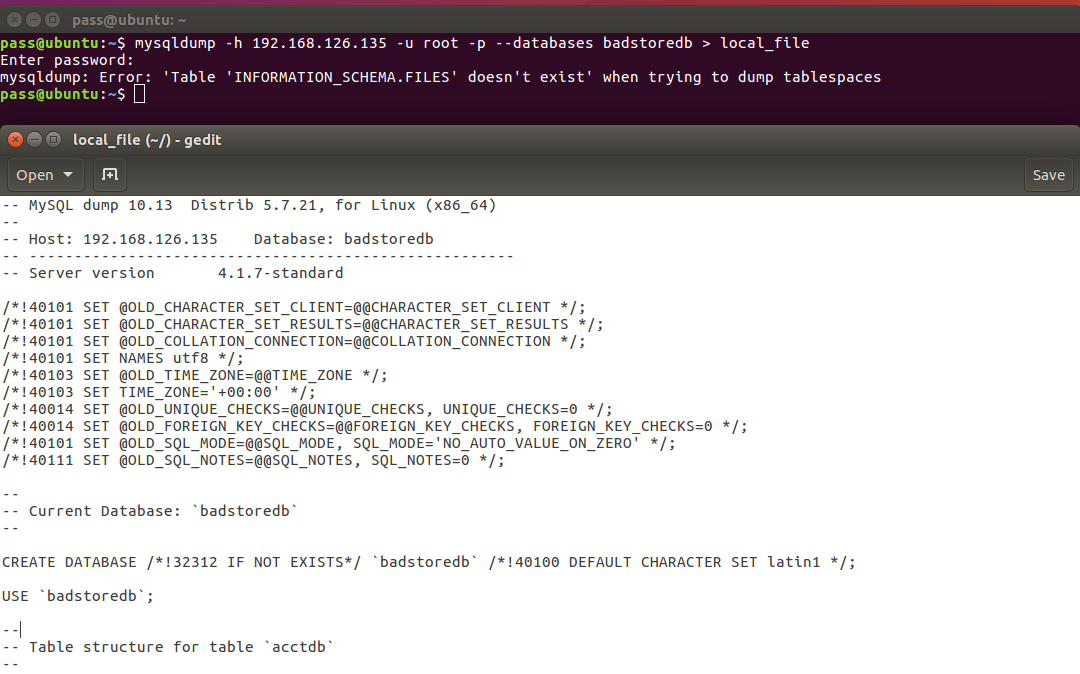 pass@ubuntu: ~
pass@ubuntu:~$ mysqldump -h 192.168.126.135 -u root -p --databases badstoredb > local_file
Enter password:
mysqldump: Error: 'Table 'INFORMATION_SCHEMA.FILES' doesn't exist' when trying to dump tablespaces
pass@ubuntu:~$
local_file (~/) - gedit
Open
Save
-- MySQL dump 10.13  Distrib 5.7.21, for Linux (x86_64)
--
-- Host: 192.168.126.135    Database: badstoredb
-- ------------------------------------------------------
-- Server version       4.1.7-standard
/*!40101 SET @OLD_CHARACTER_SET_CLIENT=@@CHARACTER_SET_CLIENT */;
/*!40101 SET @OLD_CHARACTER_SET_RESULTS=@@CHARACTER_SET_RESULTS */;
/*!40101 SET @OLD_COLLATION_CONNECTION=@@COLLATION_CONNECTION */;
/*!40101 SET NAMES utf8 */;
/*!40103 SET @OLD_TIME_ZONE=@@TIME_ZONE */;
/*!40103 SET TIME_ZONE='+00:00' */;
/*!40014 SET @OLD_UNIQUE_CHECKS=@@UNIQUE_CHECKS, UNIQUE_CHECKS=0 */;
/*!40014 SET @OLD_FOREIGN_KEY_CHECKS=@@FOREIGN_KEY_CHECKS, FOREIGN_KEY_CHECKS=0 */;
/*!40101 SET @OLD_SQL_MODE=@@SQL_MODE, SQL_MODE='NO_AUTO_VALUE_ON_ZERO' */;
/*!40111 SET @OLD_SQL_NOTES=@@SQL_NOTES, SQL_NOTES=0 */;
--
-- Current Database: `badstoredb`
--
CREATE DATABASE /*!32312 IF NOT EXISTS*/ `badstoredb` /*!40100 DEFAULT CHARACTER SET latin1 */;
USE `badstoredb`;
--
-- Table structure for table `acctdb`
--